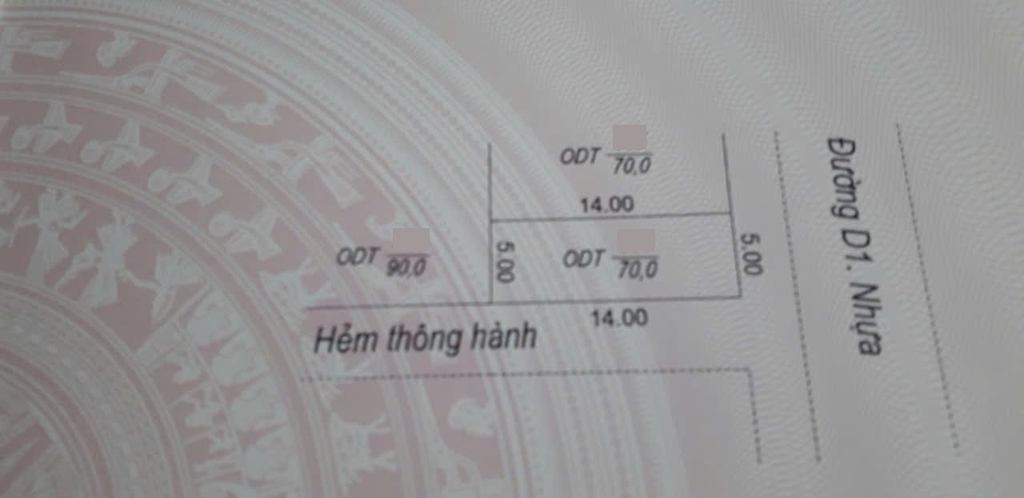 ODT 70,0
14.00
Đường D1. Nhựa
ODT 90,0
5.00
ODT 70,0
5.00
14.00
Hẻm thông hành